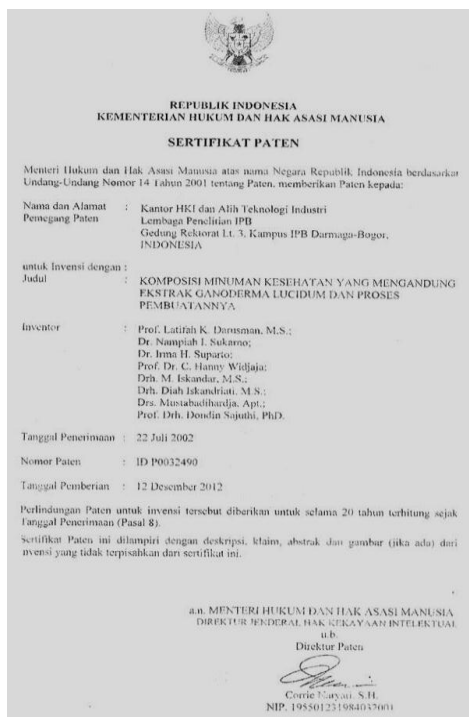 REPUBLIK INDONESIA
KEMENTERIAN HUKUM DAN HAK ASASI MANUSIA
SERTIFIKAT PATEN
Menteri Hukum dan Hak Asasi Manusia atas nama Negara Republik Indonesia berdasarkan
Undang-Undang Nomor 14 Tahun 2001 tentang Paten, memberikan Paten kepada:
Nama dan Alamat : Kantor HKI dan Alih Teknologi Industri
Pemegang Paten Lembaga Penelitian IPB
Gedung Rektorat Lt. 3, Kampus IPB Darmaga-Bogor,
INDONESIA
untuk Invensi dengan :
Judul : KOMPOSISI MINUMAN KESEHATAN YANG MENGANDUNG
EKSTRAK GANODERMA LUCIDUM DAN PROSES
PEMBUATANNYA
Inventor : Prof. Latifah K. Darusman, M.S.;
Dr. Nampiah I. Sukarno;
Dr. Irma H. Suparto;
Prof. Dr. C. Hanny Widjaja;
Drh. M. Iskandar, M.S.;
Drh. Diah Iskandriati, M.S.;
Drs. Mustabadihardja, Apt.;
Prof. Drh. Dondin Sajuthi, PhD.
Tanggal Penerimaan : 22 Juli 2002
Nomor Paten : ID P0032490
Tanggal Pemberian : 12 Desember 2012
Perlindungan Paten untuk invensi tersebut diberikan untuk selama 20 tahun terhitung sejak
Tanggal Penerimaan (Pasal 8).
Sertifikat Paten ini dilampiri dengan deskripsi, klaim, abstrak dan gambar (jika ada) dari
nvensi yang tidak terpisahkan dari sertifikat ini.
a.n. MENTERI HUKUM DAN HAK ASASI MANUSIA
DIREKTUR JENDERAL HAK KEKAYAAN INTELEKTUAL
u.b.
Direktur Paten
Corrie Naryati, S.H.
NIP. 195501231984032001